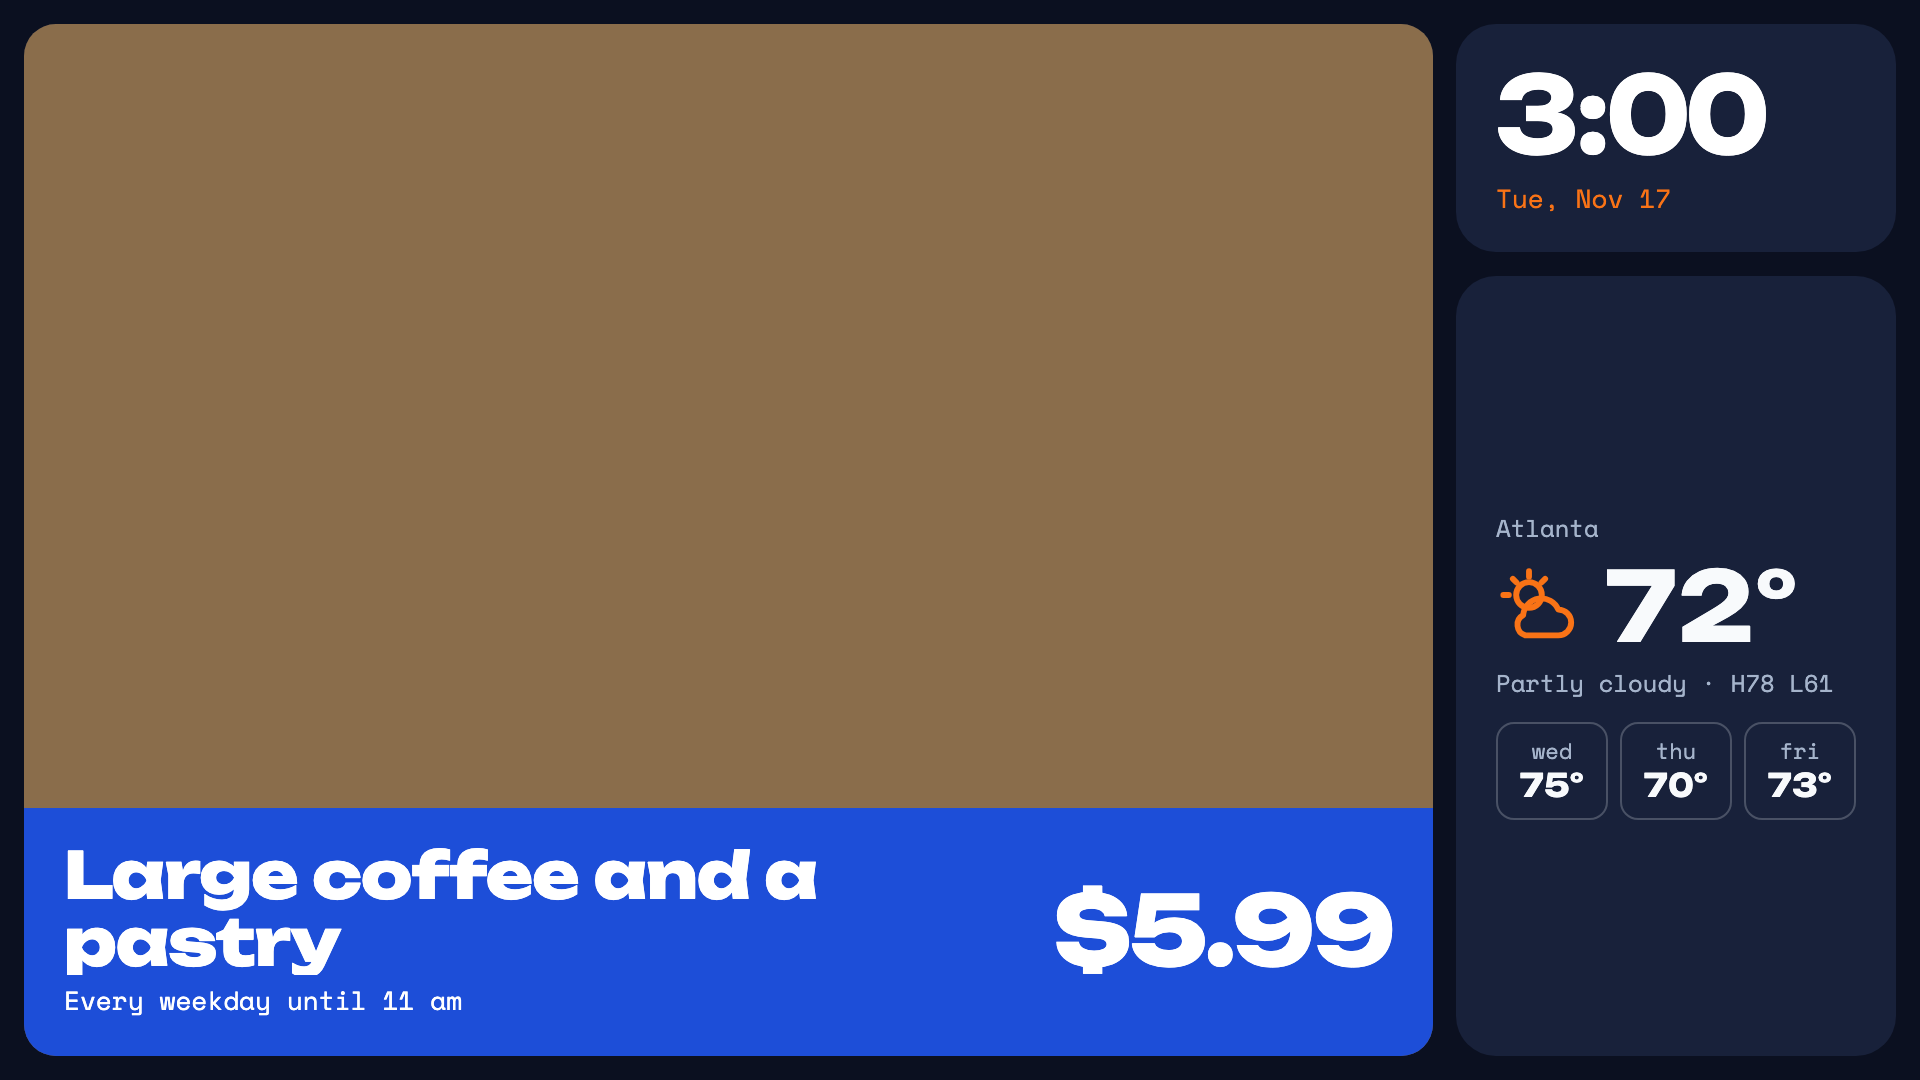 Large coffee and a
pastry
Every weekday until 11 am
$5.99
3:00
Tue, Nov 17
Atlanta
72°
Partly cloudy · H78 L61
wed
75°
thu
70°
fri
73°